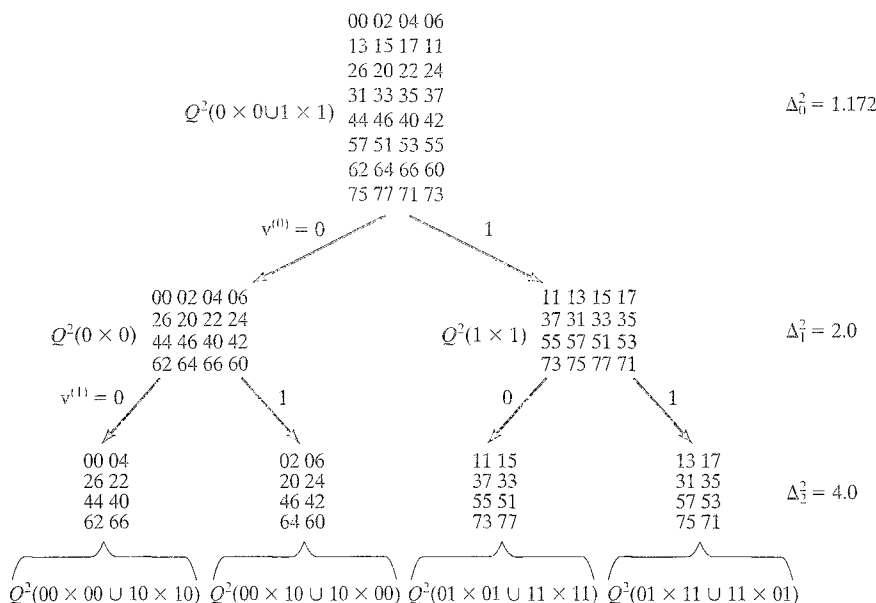 00 02 04 06
13 15 17 11
26 20 22 24
31 33 35 37
Q²(0 × 0∪1 × 1)
Δ₀² = 1.172
44 46 40 42
57 51 53 55
62 64 66 60
75 77 71 73
v⁽⁰⁾ = 0
1
00 02 04 06
26 20 22 24
44 46 40 42
62 64 66 60
Q²(0 × 0)
11 13 15 17
37 31 33 35
55 57 51 53
73 75 77 71
Q²(1 × 1)
Δ₁² = 2.0
v⁽¹⁾ = 0
1
0
1
00 04
26 22
44 40
62 66
02 06
20 24
46 42
64 60
11 15
37 33
55 51
73 77
13 17
31 35
57 53
75 71
Δ₂² = 4.0
Q²(00 × 00 ∪ 10 × 10)
Q²(00 × 10 ∪ 10 × 00)
Q²(01 × 01 ∪ 11 × 11)
Q²(01 × 11 ∪ 11 × 01)